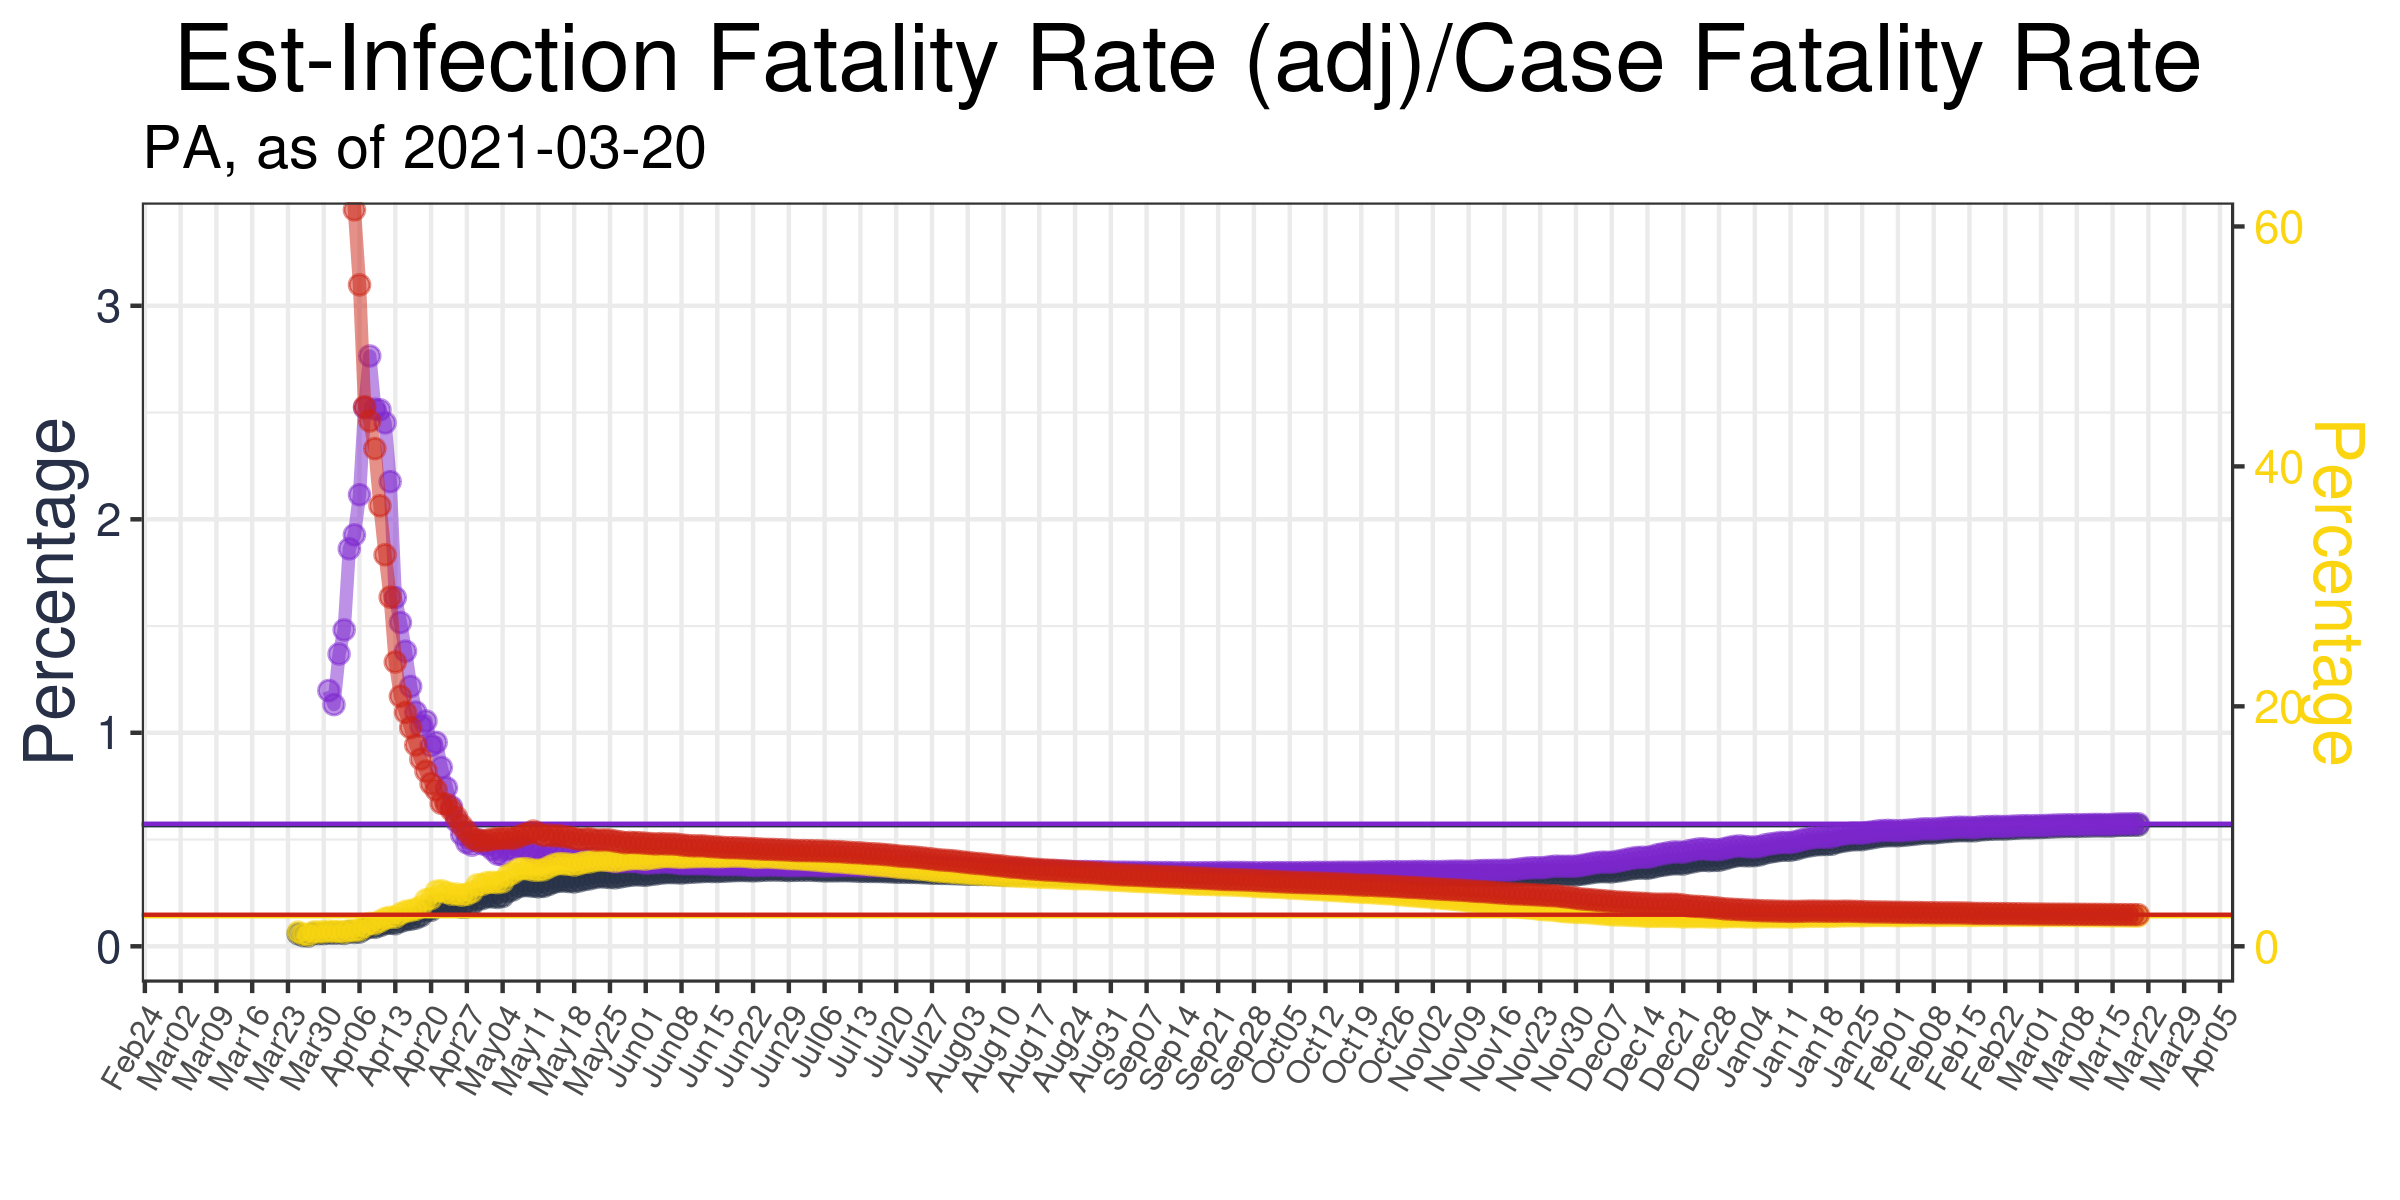 Est-Infection Fatality Rate (adj)/Case Fatality Rate
PA, as of 2021-03-20
Percentage
3
2
1
0
60
40
20
0
Percentage
Feb24
Mar02
Mar09
Mar16
Mar23
Mar30
Apr06
Apr13
Apr20
Apr27
May04
May11
May18
May25
Jun01
Jun08
Jun15
Jun22
Jun29
Jul06
Jul13
Jul20
Jul27
Aug03
Aug10
Aug17
Aug24
Aug31
Sep07
Sep14
Sep21
Sep28
Oct05
Oct12
Oct19
Oct26
Nov02
Nov09
Nov16
Nov23
Nov30
Dec07
Dec14
Dec21
Dec28
Jan04
Jan11
Jan18
Jan25
Feb01
Feb08
Feb15
Feb22
Mar01
Mar08
Mar15
Mar22
Mar29
Apr05